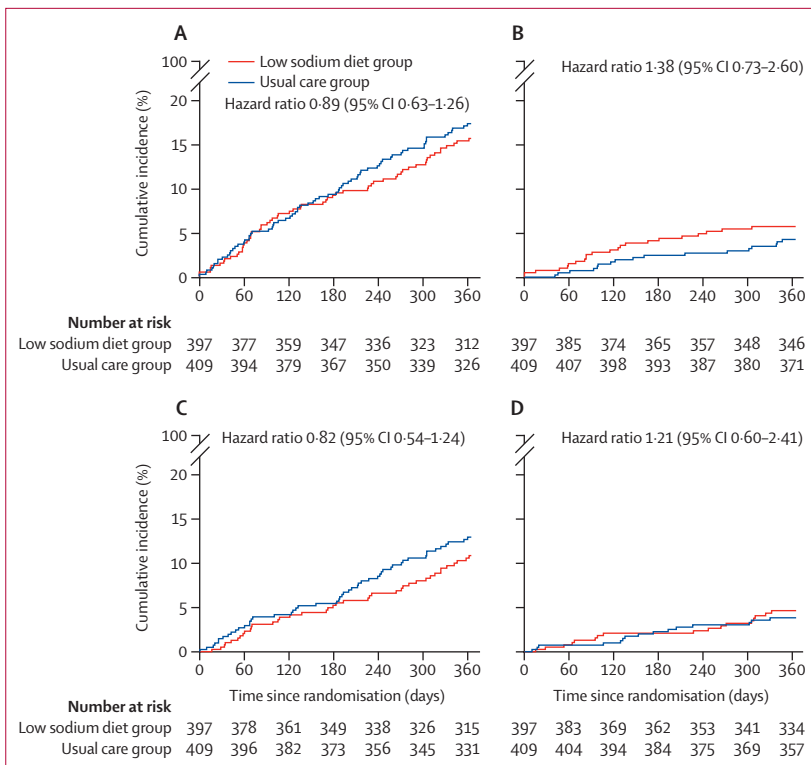 A
B
100
Low sodium diet group
Usual care group
Hazard ratio 0·89 (95% CI 0·63–1·26)
Hazard ratio 1·38 (95% CI 0·73–2·60)
20
15
10
5
0
Cumulative incidence (%)
0 60 120 180 240 300 360
0 60 120 180 240 300 360
Number at risk
Low sodium diet group 397 377 359 347 336 323 312 397 385 374 365 357 348 346
Usual care group 409 394 379 367 350 339 326 409 407 398 393 387 380 371
C
D
100
Hazard ratio 0·82 (95% CI 0·54–1·24)
Hazard ratio 1·21 (95% CI 0·60–2·41)
20
15
10
5
0
Cumulative incidence (%)
0 60 120 180 240 300 360
0 60 120 180 240 300 360
Time since randomisation (days)
Time since randomisation (days)
Number at risk
Low sodium diet group 397 378 361 349 338 326 315 397 383 369 362 353 341 334
Usual care group 409 396 382 373 356 345 331 409 404 394 384 375 369 357